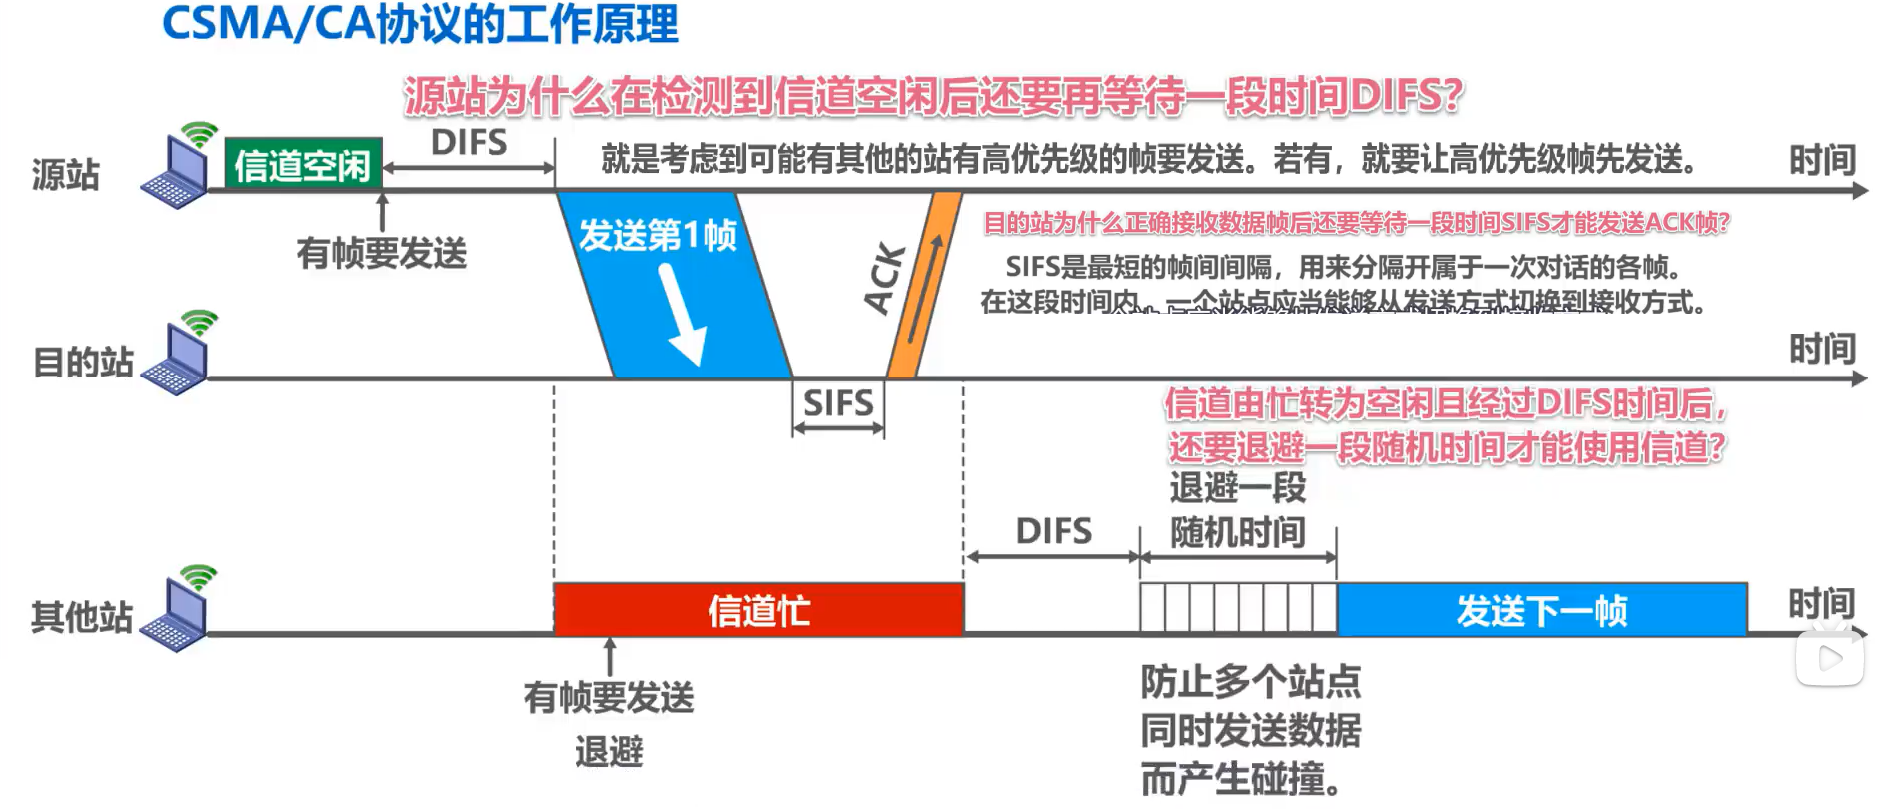 CSMA/CA协议的工作原理
源站为什么在检测到信道空闲后还要再等待一段时间DIFS?
源站
信道空闲
DIFS
就是考虑到可能有其他的站有高优先级的帧要发送。若有，就要让高优先级帧先发送。
时间
有帧要发送
发送第1帧
ACK
目的站为什么正确接收数据帧后还要等待一段时间SIFS才能发送ACK帧?
SIFS是最短的帧间间隔，用来分隔开属于一次对话的各帧。
在这段时间内，一个站点应当能够从发送方式切换到接收方式。
目的站
时间
SIFS
信道由忙转为空闲且经过DIFS时间后，
还要退避一段随机时间才能使用信道?
DIFS
退避一段
随机时间
其他站
信道忙
发送下一帧
时间
有帧要发送
退避
防止多个站点
同时发送数据
而产生碰撞。